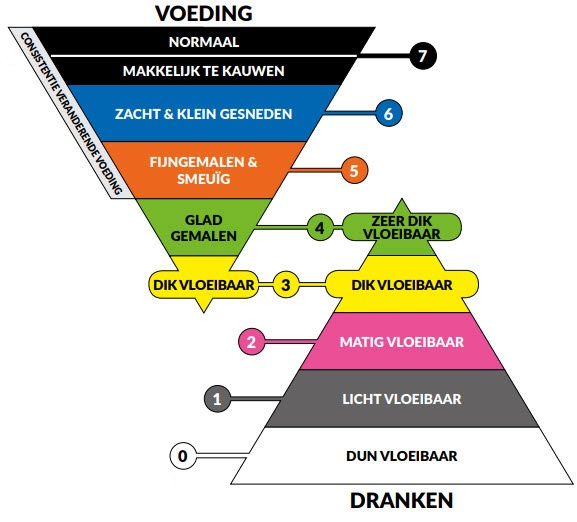 VOEDING
NORMAAL
7
MAKKELIJK TE KAUWEN
CONSISTENTIE VERANDERENDE VOEDING
ZACHT & KLEIN GESNEDEN
6
FIJNGEMALEN &
SMEUÏG
5
GLAD
GEMALEN
4
ZEER DIK
VLOEIBAAR
DIK VLOEIBAAR
3
DIK VLOEIBAAR
2
MATIG VLOEIBAAR
1
LICHT VLOEIBAAR
0
DUN VLOEIBAAR
DRANKEN